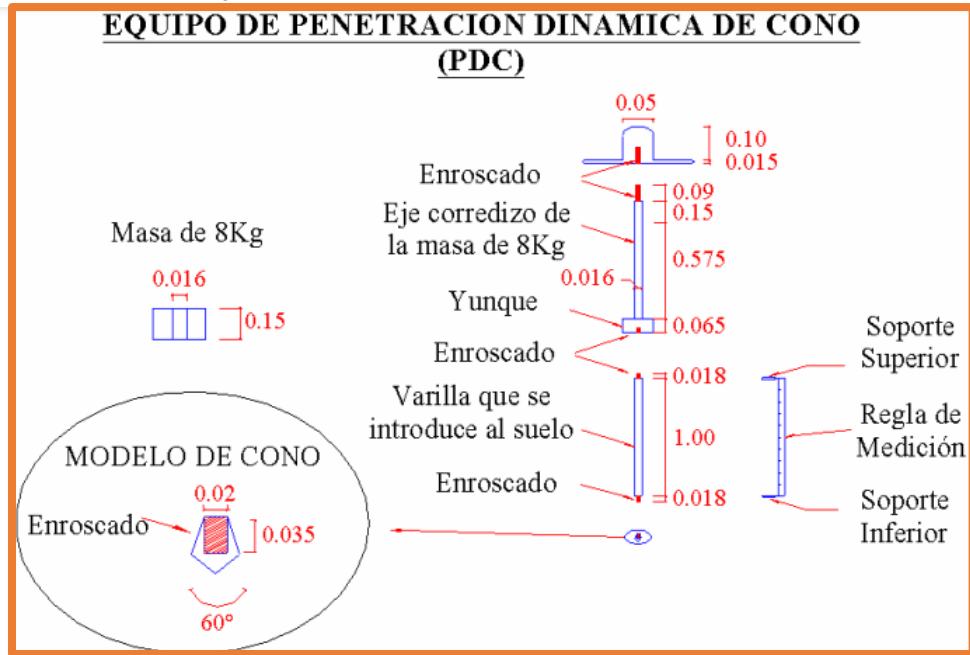 EQUIPO DE PENETRACION DINAMICA DE CONO
(PDC)
0.05
0.10
0.015
Enroscado
0.09
Eje corredizo de
la masa de 8Kg
0.15
0.575
0.016
Yunque
0.065
Enroscado
Masa de 8Kg
0.016
0.15
0.018
Varilla que se
introduce al suelo
1.00
Enroscado
0.018
Soporte
Superior
Regla de
Medición
Soporte
Inferior
MODELO DE CONO
0.02
Enroscado
0.035
60°